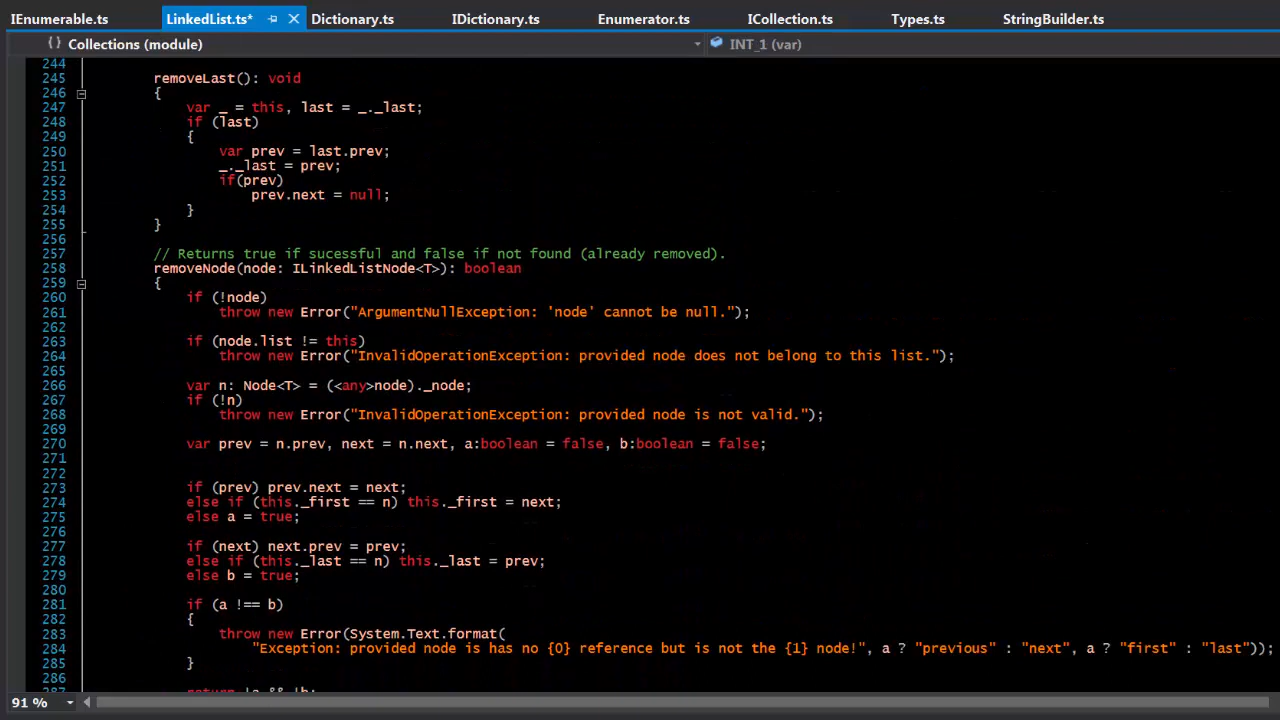 IEnumerable.ts LinkedList.ts* Dictionary.ts IDictionary.ts Enumerator.ts ICollection.ts Types.ts StringBuilder.ts
{} Collections (module) INT_1 (var)
244
245 removeLast(): void
246 {
247 var _ = this, last = _._last;
248 if (last)
249 {
250 var prev = last.prev;
251 _._last = prev;
252 if(prev)
253 prev.next = null;
254 }
255 }
256
257 // Returns true if sucessful and false if not found (already removed).
258 removeNode(node: ILinkedListNode<T>): boolean
259 {
260 if (!node)
261 throw new Error("ArgumentNullException: 'node' cannot be null.");
262
263 if (node.list != this)
264 throw new Error("InvalidOperationException: provided node does not belong to this list.");
265
266 var n: Node<T> = (<any>node)._node;
267 if (!n)
268 throw new Error("InvalidOperationException: provided node is not valid.");
269
270 var prev = n.prev, next = n.next, a:boolean = false, b:boolean = false;
271
272
273 if (prev) prev.next = next;
274 else if (this._first == n) this._first = next;
275 else a = true;
276
277 if (next) next.prev = prev;
278 else if (this._last == n) this._last = prev;
279 else b = true;
280
281 if (a !== b)
282 {
283 throw new Error(System.Text.format(
284 "Exception: provided node is has no {0} reference but is not the {1} node!", a ? "previous" : "next", a ? "first" : "last"));
285 }
286
287 return !a && !b;
91 %